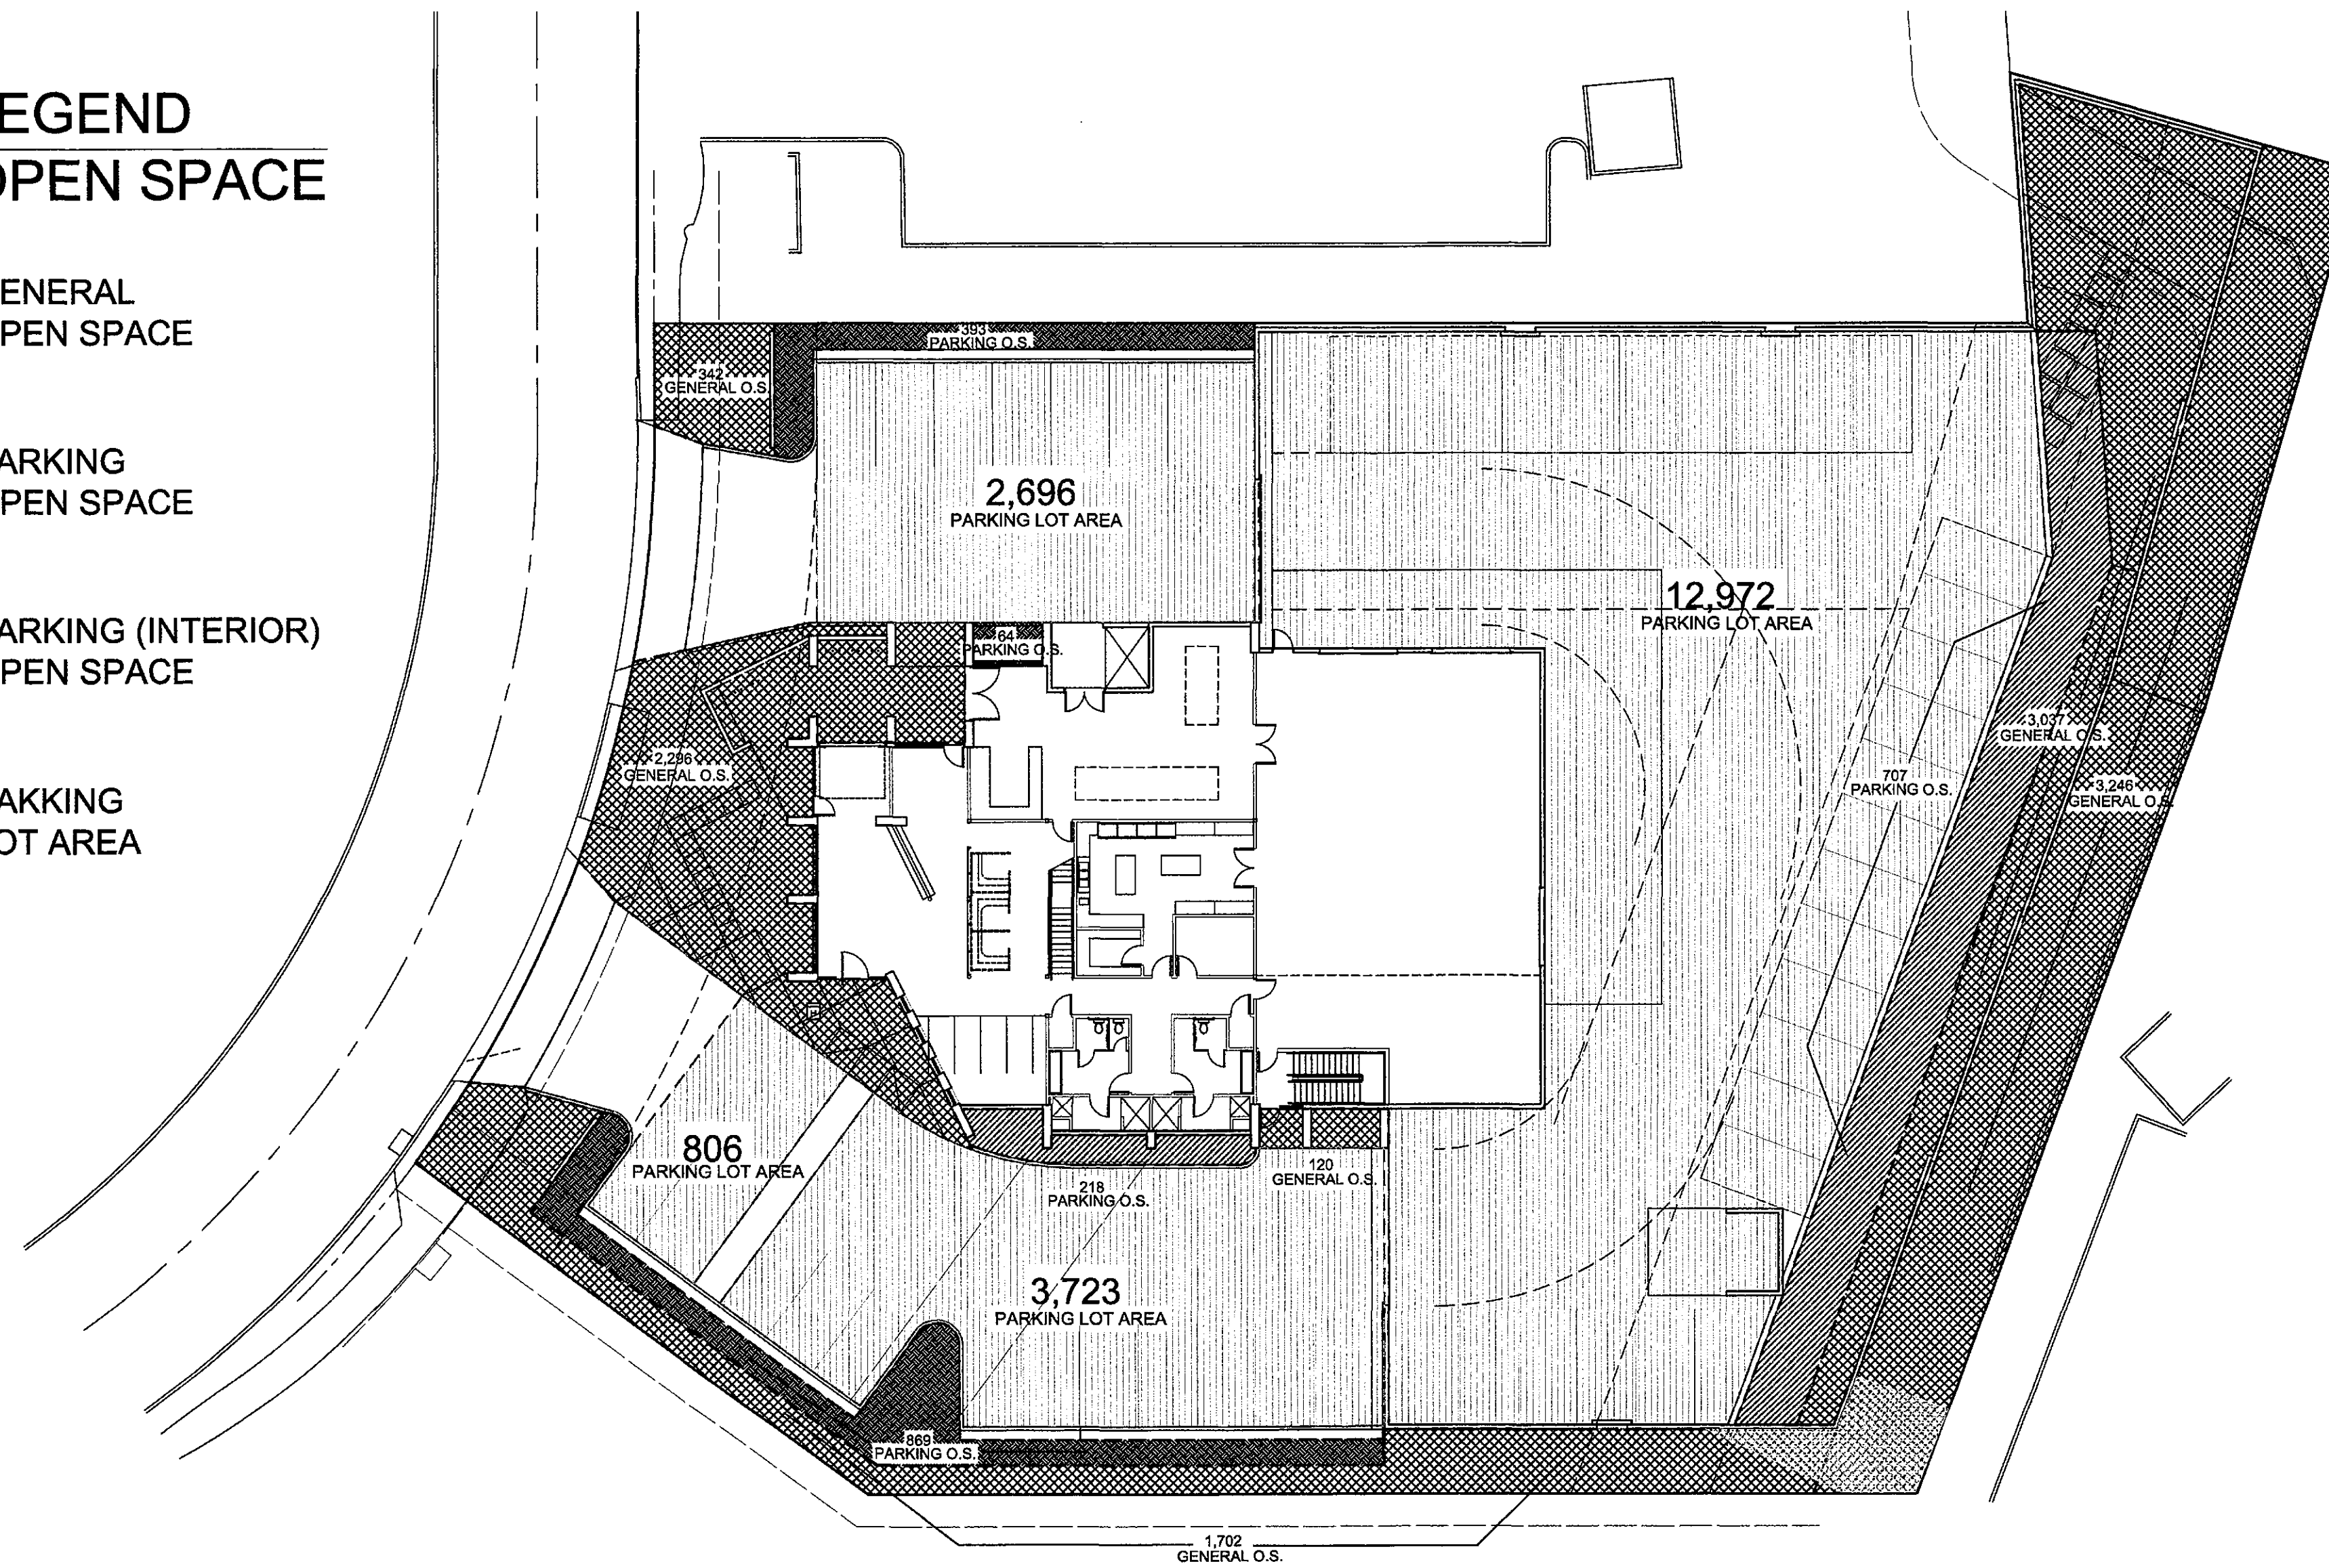 EGEND
OPEN SPACE
ENERAL
PEN SPACE
ARKING
PEN SPACE
ARKING (INTERIOR)
PEN SPACE
AKKING
OT AREA
393
PARKING O.S.
342
GENERAL O.S.
2,696
PARKING LOT AREA
12,972
PARKING LOT AREA
64
PARKING O.S.
2,296
GENERAL O.S.
3,037
GENERAL O.S.
707
PARKING O.S.
3,246
GENERAL O.S.
806
PARKING LOT AREA
218
PARKING O.S.
120
GENERAL O.S.
3,723
PARKING LOT AREA
869
PARKING O.S.
1,702
GENERAL O.S.